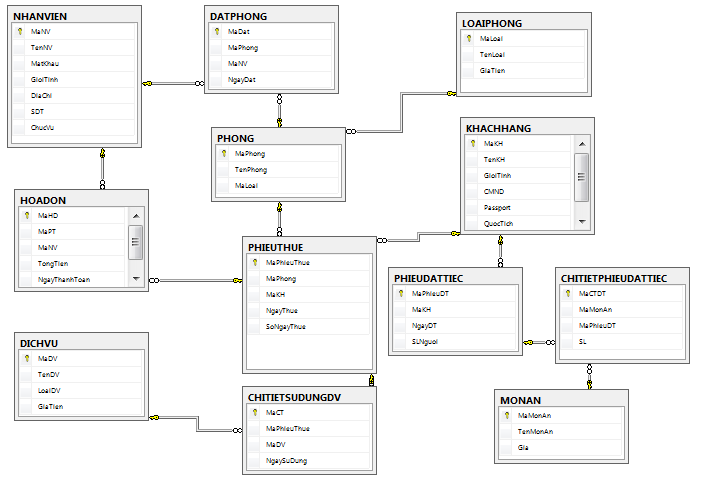 NHANVIEN
MaNV
TenNV
MatKhau
GioiTinh
DiaChi
SDT
ChucVu
DATPHONG
MaDat
MaPhong
MaNV
NgayDat
LOAIPHONG
MaLoai
TenLoai
GiaTien
PHONG
MaPhong
TenPhong
MaLoai
KHACHHANG
MaKH
TenKH
GioiTinh
CMND
Passport
QuocTich
HOADON
MaHD
MaPT
MaNV
TongTien
NgayThanhToan
PHIEUTHUE
MaPhieuThue
MaPhong
MaKH
NgayThue
SoNgayThue
PHIEUDATTIEC
MaPhieuDT
MaKH
NgayDT
SLNguoi
CHITIETPHIEUDATTIEC
MaCTDT
MaMonAn
MaPhieuDT
SL
DICHVU
MaDV
TenDV
LoaiDV
GiaTien
CHITIETSUDUNGDV
MaCT
MaPhieuThue
MaDV
NgaySuDung
MONAN
MaMonAn
TenMonAn
Gia